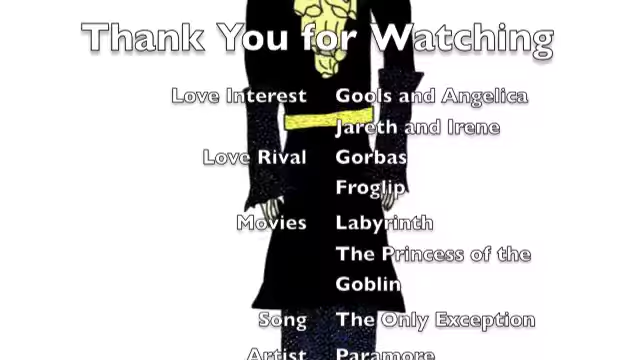 Thank You for Watching
Love Interest Gools and Angelica
Jareth and Irene
Love Rival Gorbas
Froglip
Movies Labyrinth
The Princess of the
Goblin
Song The Only Exception
Artist Paramore